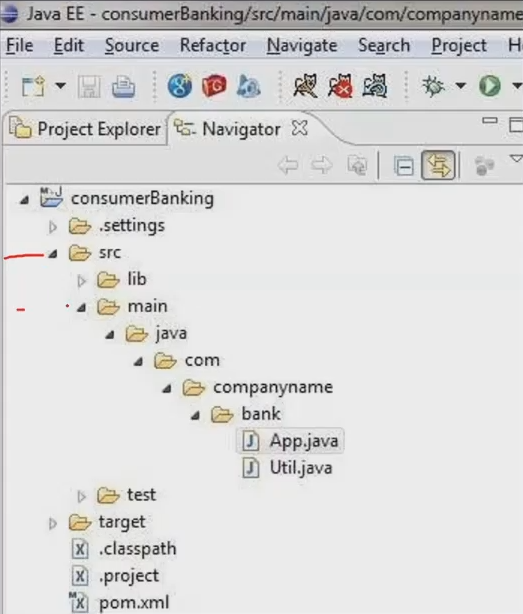 Java EE - consumerBanking/src/main/java/com/companyname
File Edit Source Refactor Navigate Search Project H
Project Explorer Navigator
consumerBanking
.settings
src
lib
main
java
com
companyname
bank
App.java
Util.java
test
target
.classpath
.project
pom.xml